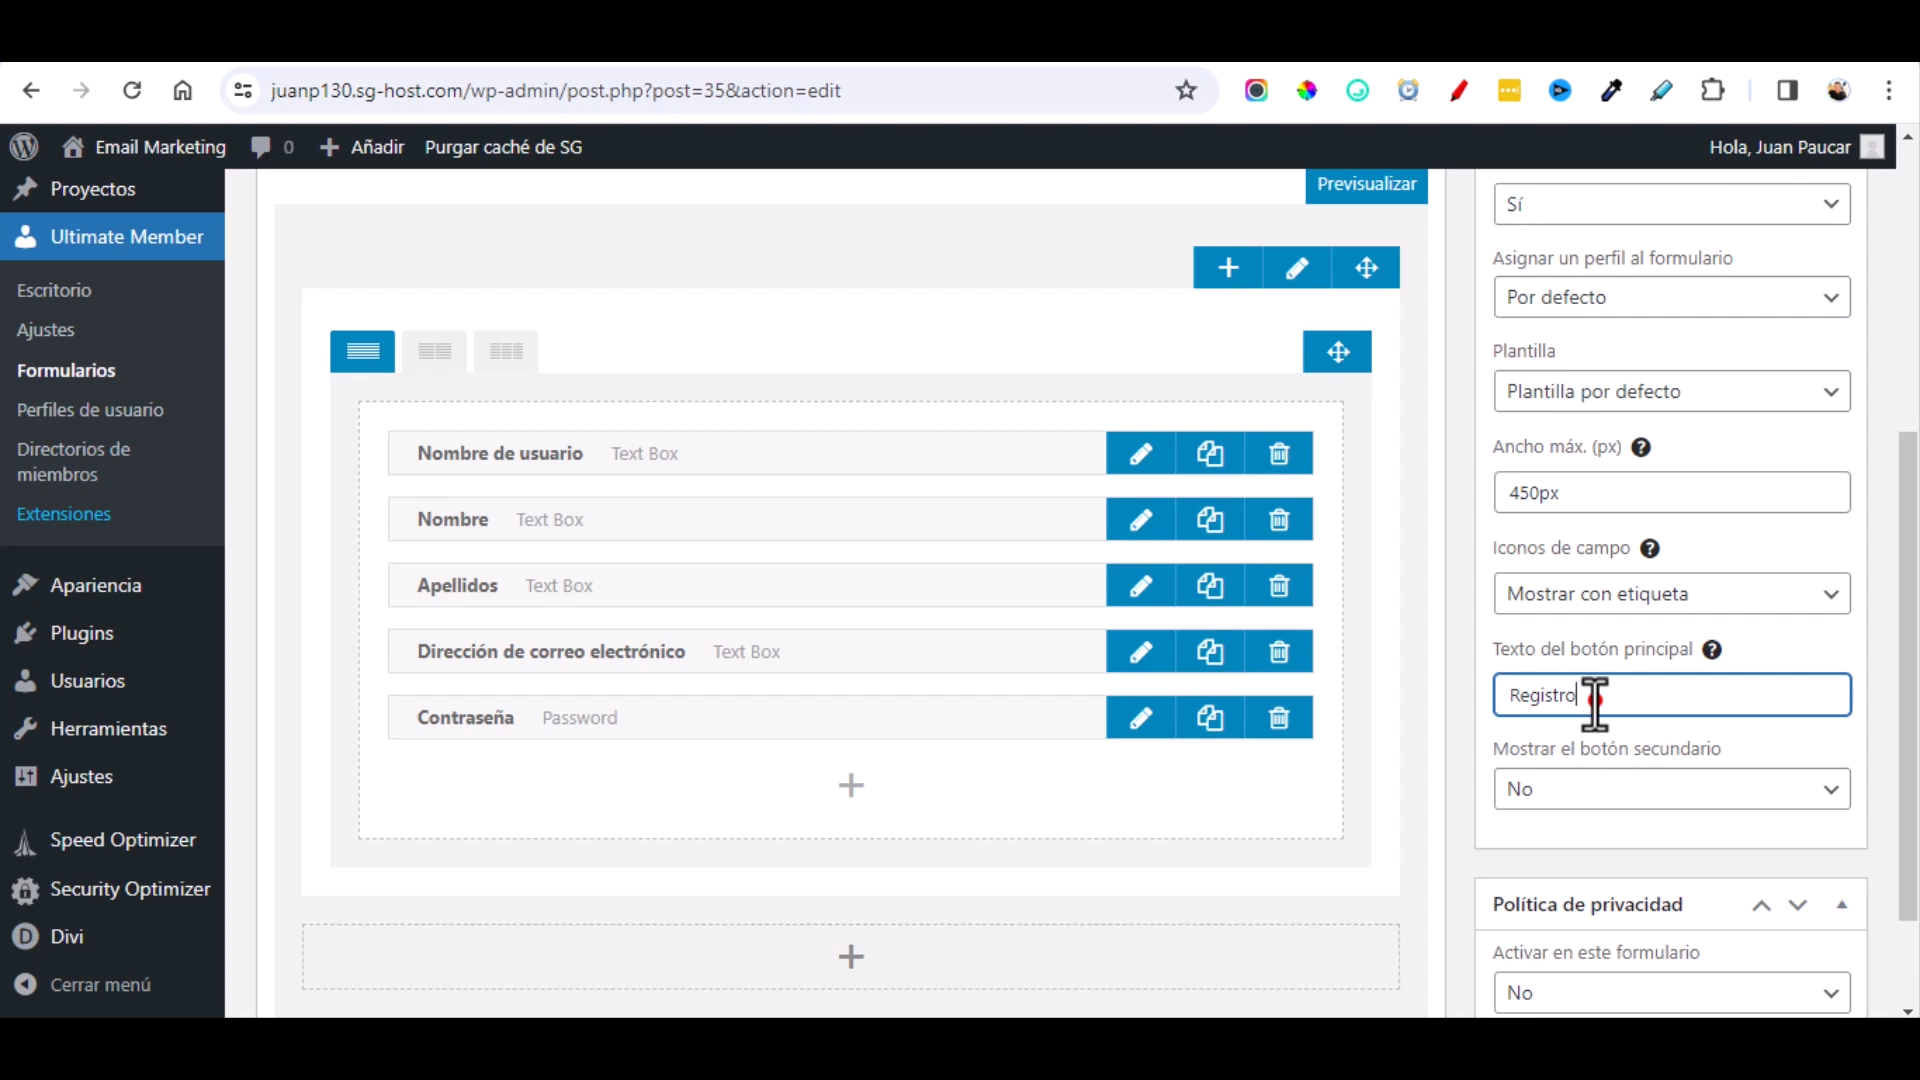 juanp130.sg-host.com/wp-admin/post.php?post=35&action=edit
Email Marketing
0
Añadir
Purgar caché de SG
Hola, Juan Paucar
Proyectos
Ultimate Member
Escritorio
Ajustes
Formularios
Perfiles de usuario
Directorios de
miembros
Extensiones
Apariencia
Plugins
Usuarios
Herramientas
Ajustes
Speed Optimizer
Security Optimizer
Divi
Cerrar menú
Previsualizar
Nombre de usuario Text Box
Nombre Text Box
Apellidos Text Box
Dirección de correo electrónico Text Box
Contraseña Password
Sí
Asignar un perfil al formulario
Por defecto
Plantilla
Plantilla por defecto
Ancho máx. (px)
450px
Iconos de campo
Mostrar con etiqueta
Texto del botón principal
Registro
Mostrar el botón secundario
No
Política de privacidad
Activar en este formulario
No